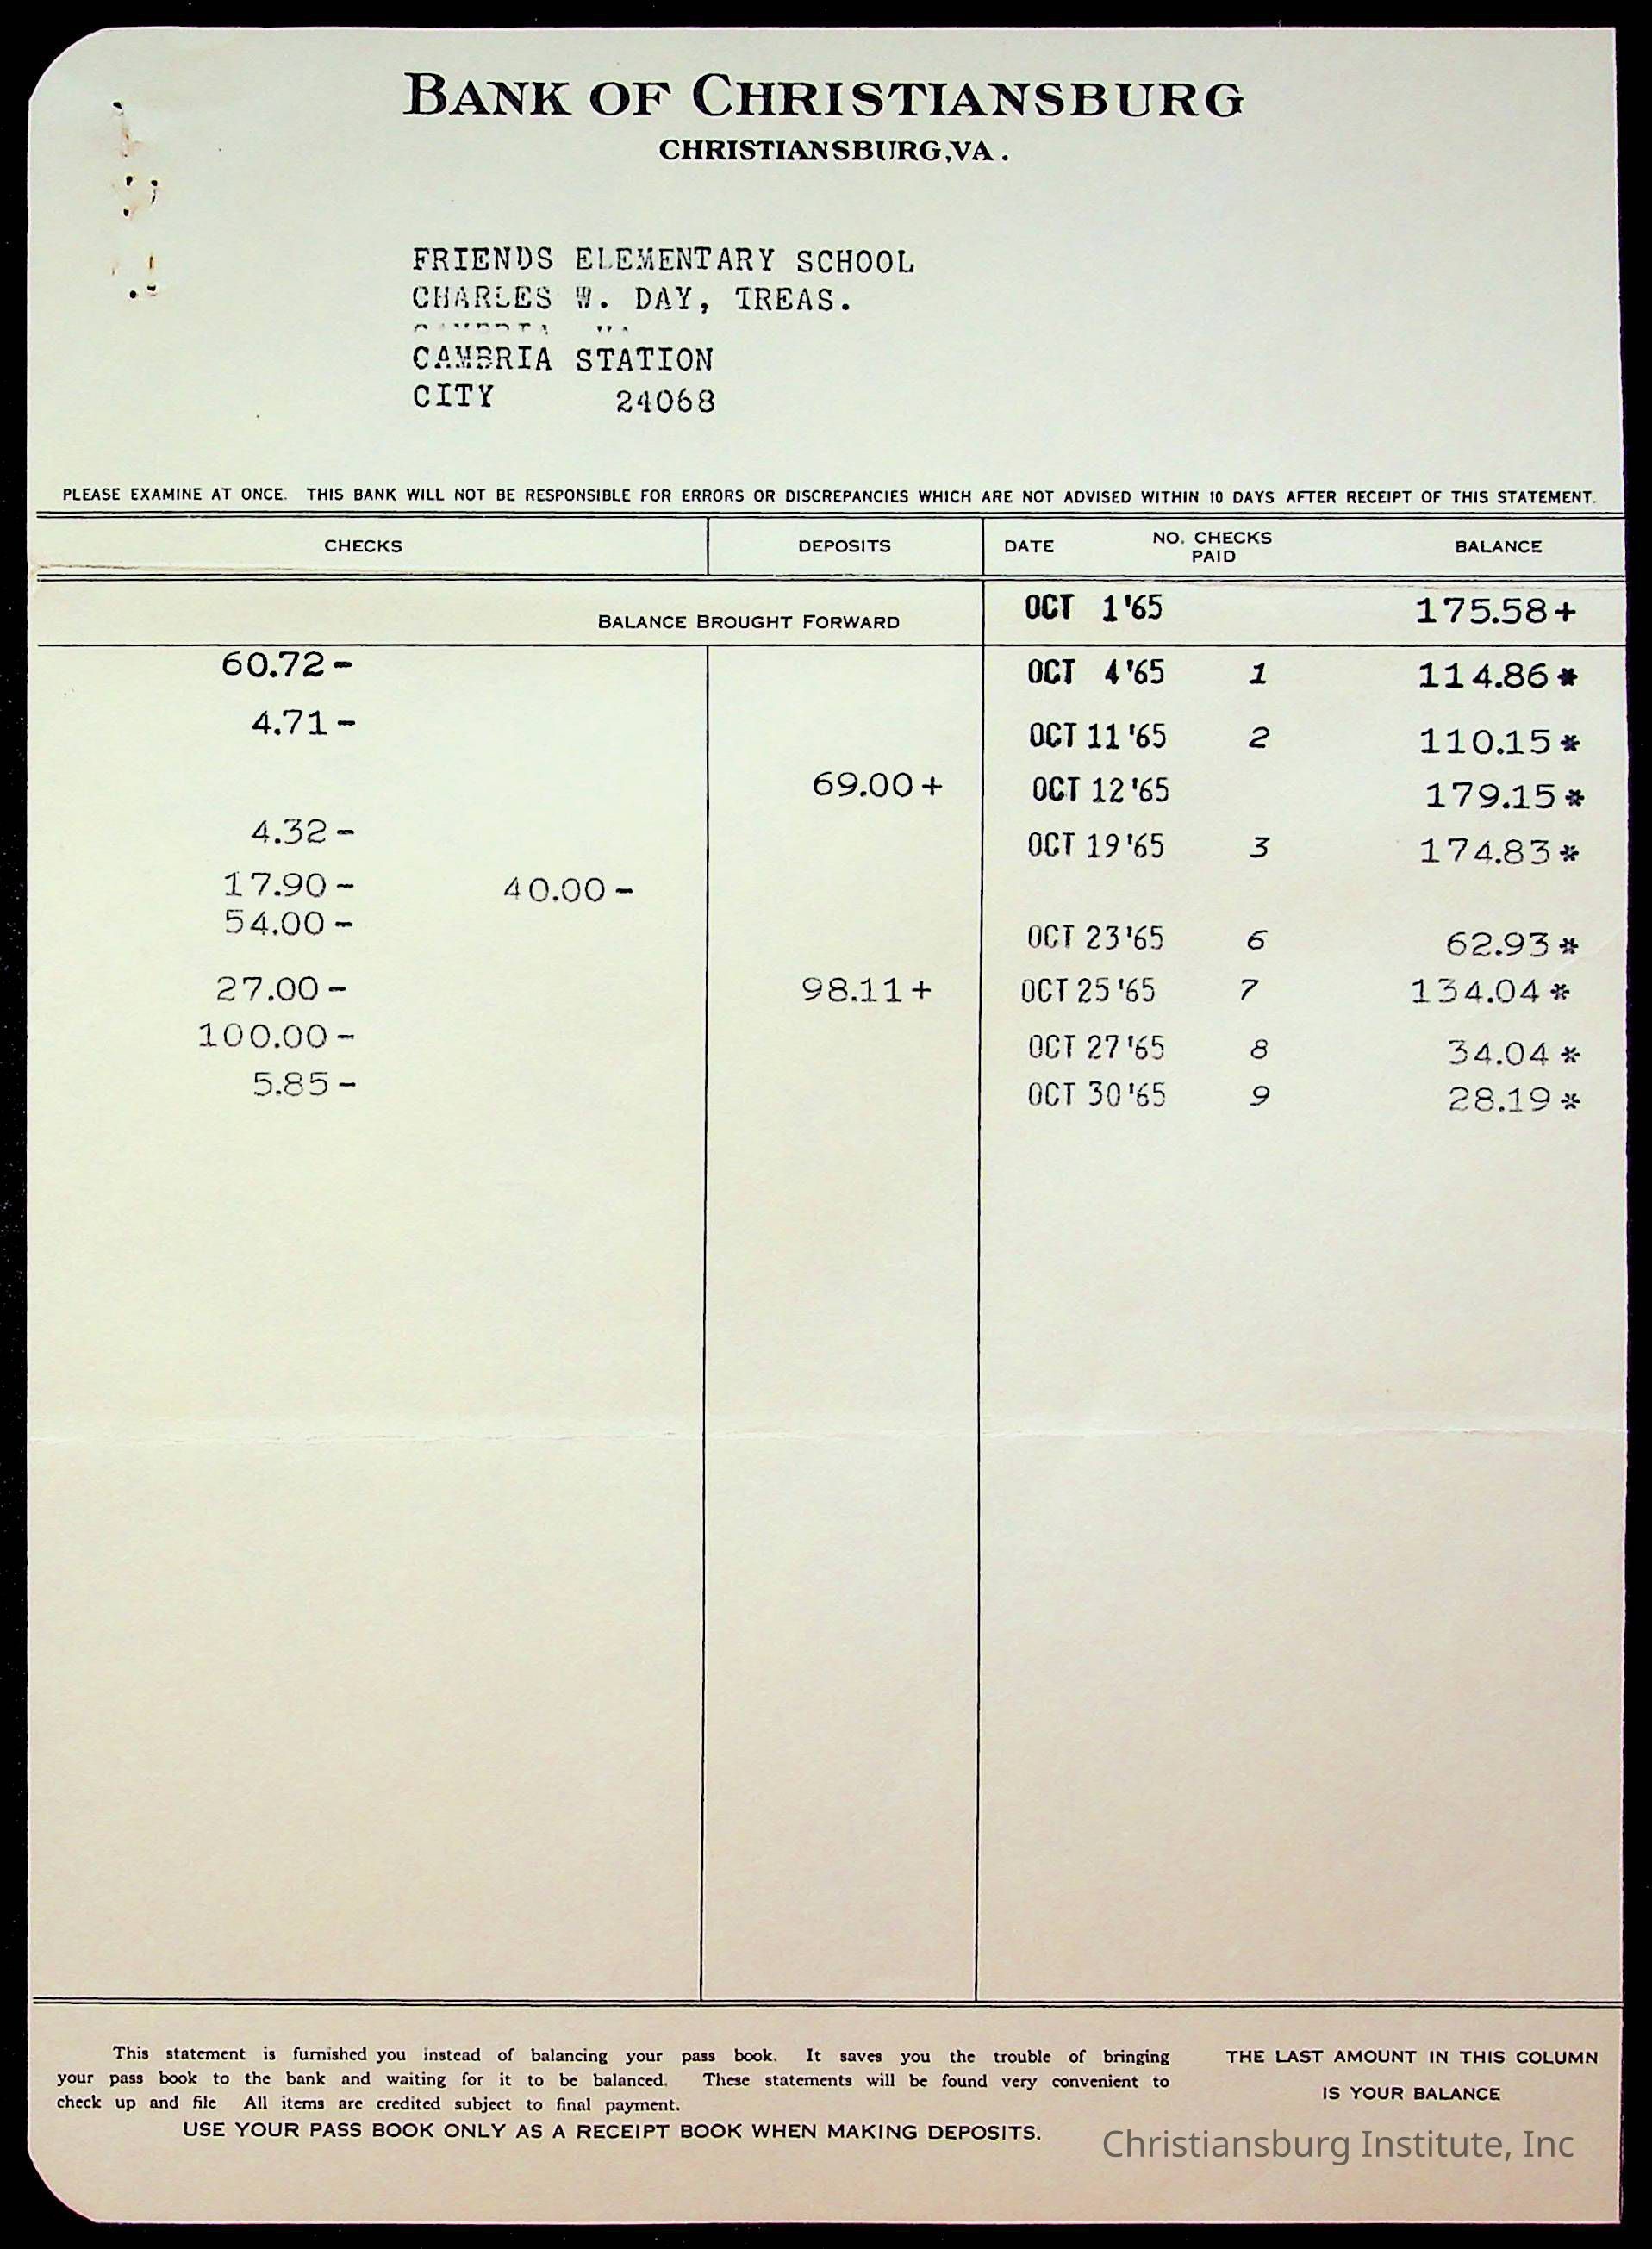 BANK OF CHRISTIANSBURG
CHRISTIANSBURG, VA.
FRIENDS ELEMENTARY SCHOOL
CHARLES W. DAY, TREAS.
CAMBRIA STATION
CITY 24068
PLEASE EXAMINE AT ONCE. THIS BANK WILL NOT BE RESPONSIBLE FOR ERRORS OR DISCREPANCIES WHICH ARE NOT ADVISED WITHIN 10 DAYS AFTER RECEIPT OF THIS STATEMENT.
CHECKS DEPOSITS DATE NO. CHECKS PAID BALANCE
BALANCE BROUGHT FORWARD OCT 1 '65 175.58+
60.72- OCT 4 '65 1 114.86*
4.71- OCT 11 '65 2 110.15*
69.00+ OCT 12 '65 179.15*
4.32- OCT 19 '65 3 174.83*
17.90- 40.00-
54.00- OCT 23 '65 6 62.93*
27.00- 98.11+ OCT 25 '65 7 134.04*
100.00- OCT 27 '65 8 34.04*
5.85- OCT 30 '65 9 28.19*
This statement is furnished you instead of balancing your pass book. It saves you the trouble of bringing
your pass book to the bank and waiting for it to be balanced. These statements will be found very convenient to
check up and file All items are credited subject to final payment.
USE YOUR PASS BOOK ONLY AS A RECEIPT BOOK WHEN MAKING DEPOSITS.
THE LAST AMOUNT IN THIS COLUMN
IS YOUR BALANCE
Christiansburg Institute, Inc